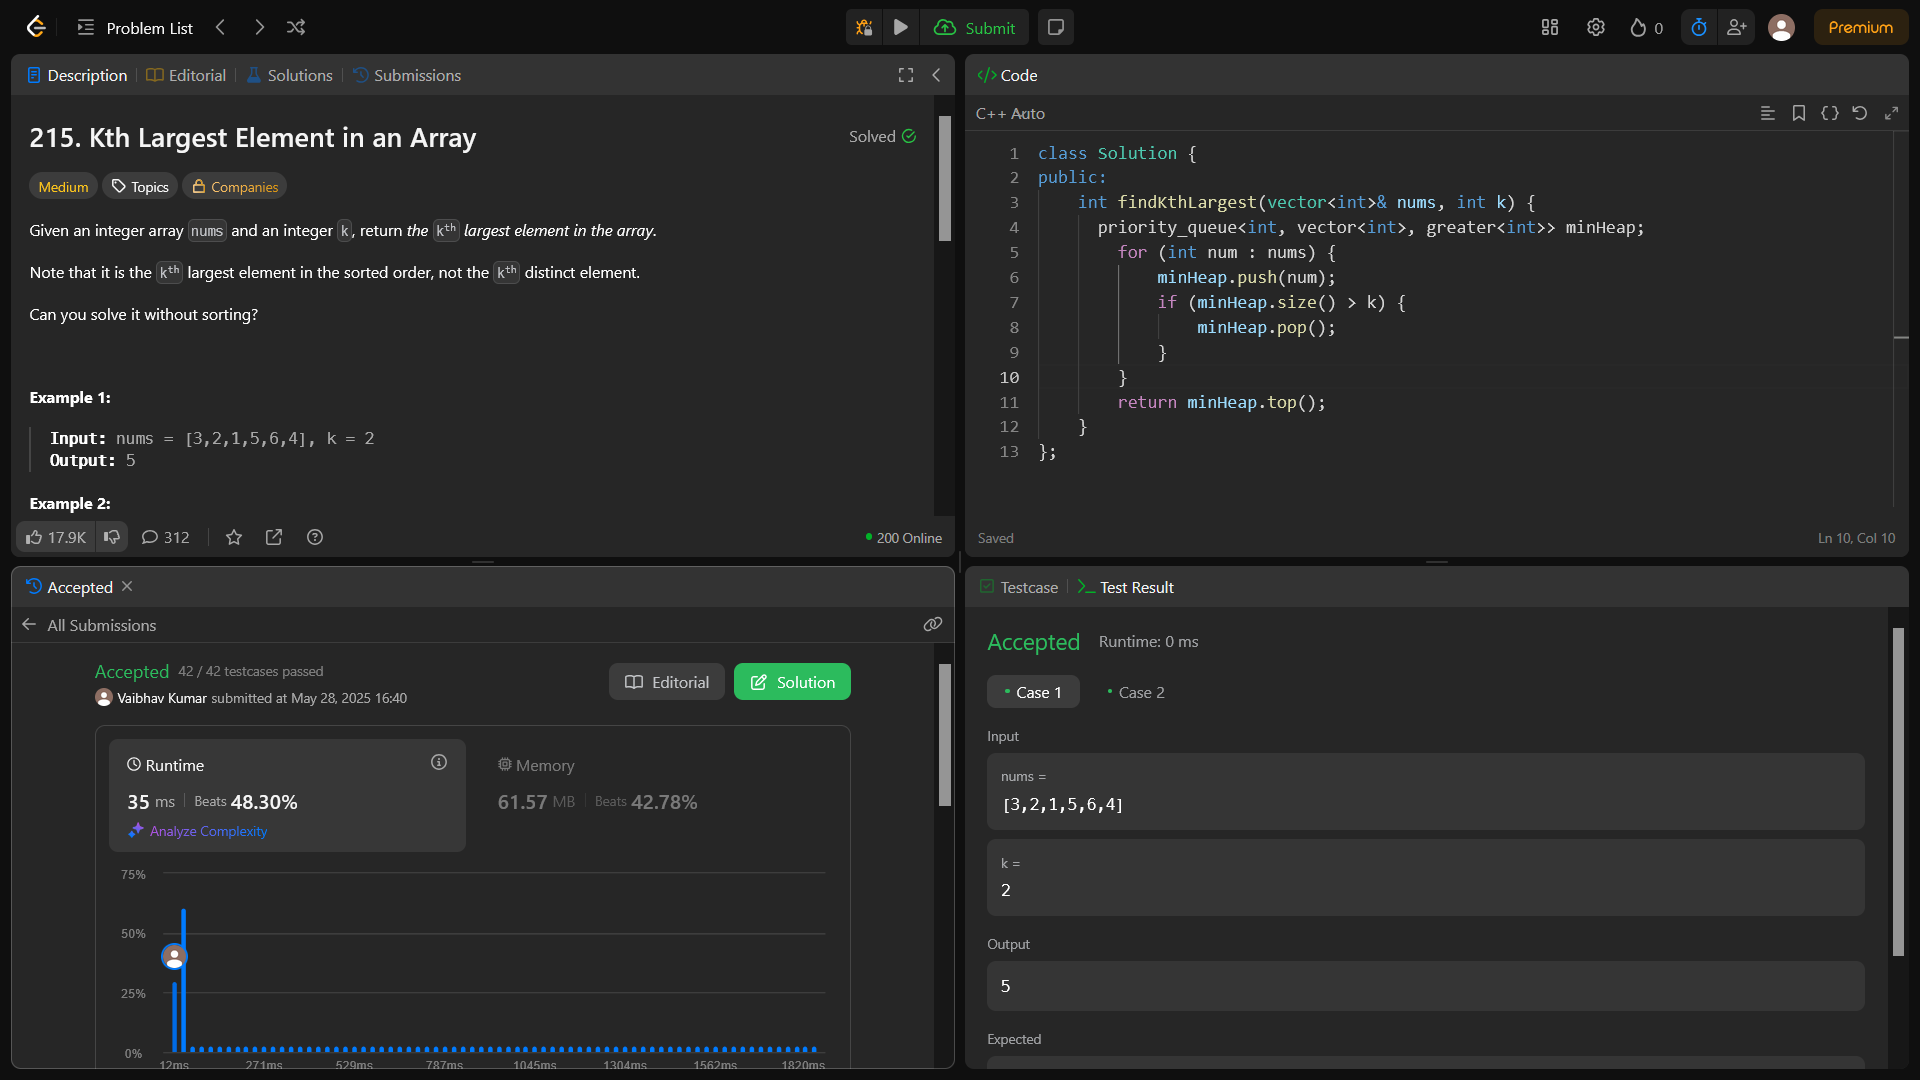 Problem List
Submit
0
Premium
Description
Editorial
Solutions
Submissions
215. Kth Largest Element in an Array
Solved
Medium
Topics
Companies
Given an integer array nums and an integer k, return the kth largest element in the array.
Note that it is the kth largest element in the sorted order, not the kth distinct element.
Can you solve it without sorting?
Example 1:
Input: nums = [3,2,1,5,6,4], k = 2
Output: 5
Example 2:
17.9K
312
200 Online
</> Code
C++ Auto
1 class Solution {
2 public:
3 int findKthLargest(vector<int>& nums, int k) {
4 priority_queue<int, vector<int>, greater<int>> minHeap;
5 for (int num : nums) {
6 minHeap.push(num);
7 if (minHeap.size() > k) {
8 minHeap.pop();
9 }
10 }
11 return minHeap.top();
12 }
13 };
Saved
Ln 10, Col 10
Accepted
All Submissions
Accepted 42 / 42 testcases passed
Vaibhav Kumar submitted at May 28, 2025 16:40
Editorial
Solution
Runtime
35 ms Beats 48.30%
Analyze Complexity
Memory
61.57 MB Beats 42.78%
75%
50%
25%
0%
12ms 271ms 529ms 787ms 1045ms 1304ms 1562ms 1820ms
Testcase
Test Result
Accepted Runtime: 0 ms
Case 1
Case 2
Input
nums =
[3,2,1,5,6,4]
k =
2
Output
5
Expected